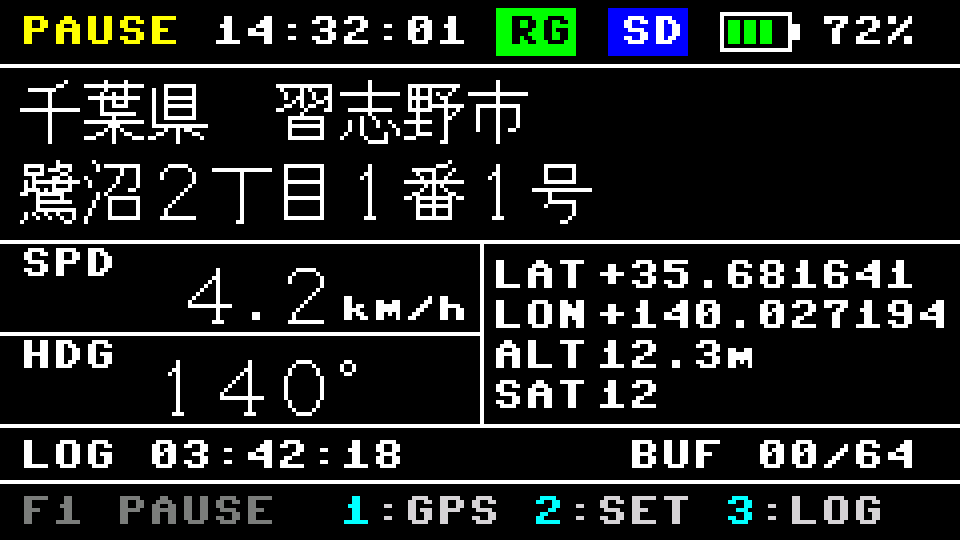 PAUSE 14:32:01 RG SD 72%
千葉県　習志野市
鷺沼2丁目1番1号
SPD 4.2km/h
HDG 140°
LAT +35.681641
LON +140.027194
ALT 12.3m
SAT 12
LOG 03:42:18 BUF 00/64
F1 PAUSE 1:GPS 2:SET 3:LOG